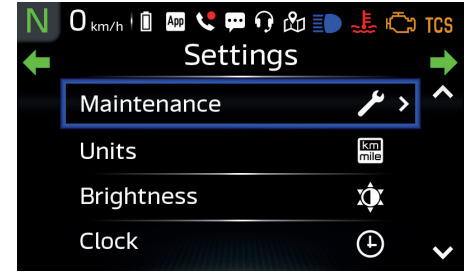 N 0 km/h App TCS
Settings
Maintenance
Units km mile
Brightness
Clock